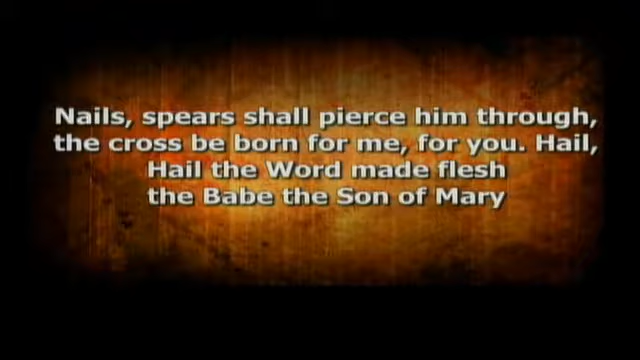 Nails, spears shall pierce him through,
the cross be born for me, for you. Hail,
Hail the Word made flesh
the Babe the Son of Mary